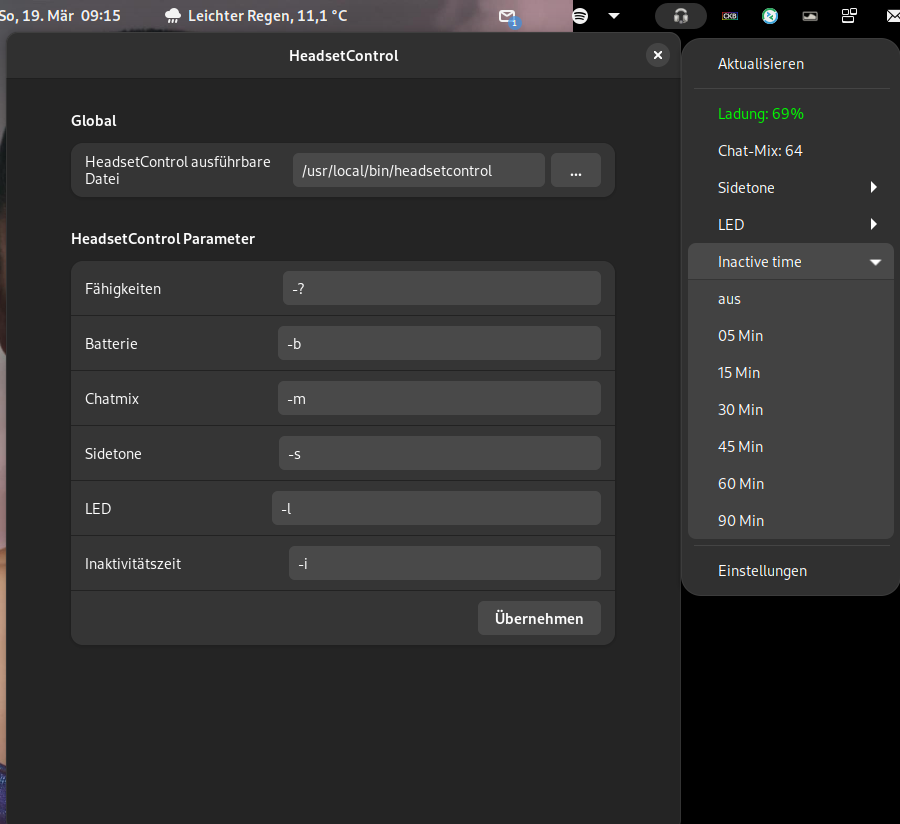 So, 19. Mär 09:15
Leichter Regen, 11,1 °C
1
CKB
HeadsetControl
Global
HeadsetControl ausführbare
Datei
/usr/local/bin/headsetcontrol
...
HeadsetControl Parameter
Fähigkeiten
-?
Batterie
-b
Chatmix
-m
Sidetone
-s
LED
-l
Inaktivitätszeit
-i
Übernehmen
Aktualisieren
Ladung: 69%
Chat-Mix: 64
Sidetone
LED
Inactive time
aus
05 Min
15 Min
30 Min
45 Min
60 Min
90 Min
Einstellungen